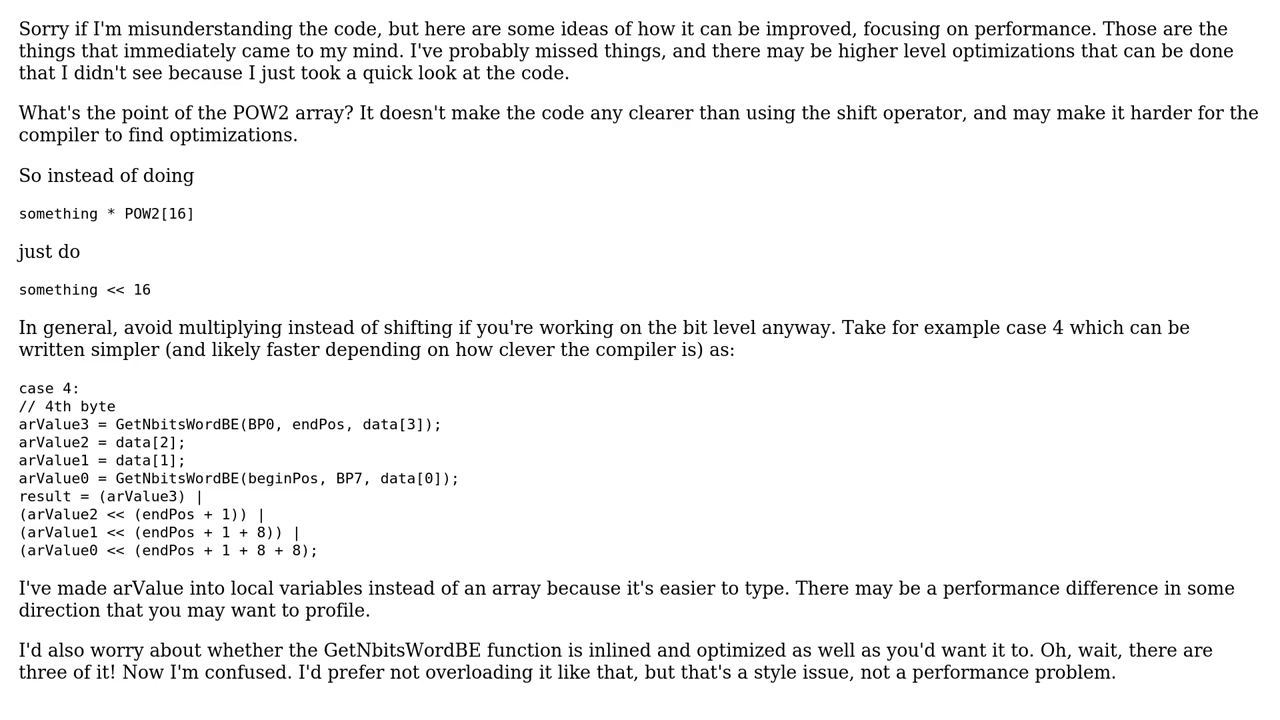 Sorry if I'm misunderstanding the code, but here are some ideas of how it can be improved, focusing on performance. Those are the
things that immediately came to my mind. I've probably missed things, and there may be higher level optimizations that can be done
that I didn't see because I just took a quick look at the code.
What's the point of the POW2 array? It doesn't make the code any clearer than using the shift operator, and may make it harder for the
compiler to find optimizations.
So instead of doing
something * POW2[16]
just do
something << 16
In general, avoid multiplying instead of shifting if you're working on the bit level anyway. Take for example case 4 which can be
written simpler (and likely faster depending on how clever the compiler is) as:
case 4:
// 4th byte
arValue3 = GetNbitsWordBE(BP0, endPos, data[3]);
arValue2 = data[2];
arValue1 = data[1];
arValue0 = GetNbitsWordBE(beginPos, BP7, data[0]);
result = (arValue3) |
(arValue2 << (endPos + 1)) |
(arValue1 << (endPos + 1 + 8)) |
(arValue0 << (endPos + 1 + 8 + 8);
I've made arValue into local variables instead of an array because it's easier to type. There may be a performance difference in some
direction that you may want to profile.
I'd also worry about whether the GetNbitsWordBE function is inlined and optimized as well as you'd want it to. Oh, wait, there are
three of it! Now I'm confused. I'd prefer not overloading it like that, but that's a style issue, not a performance problem.